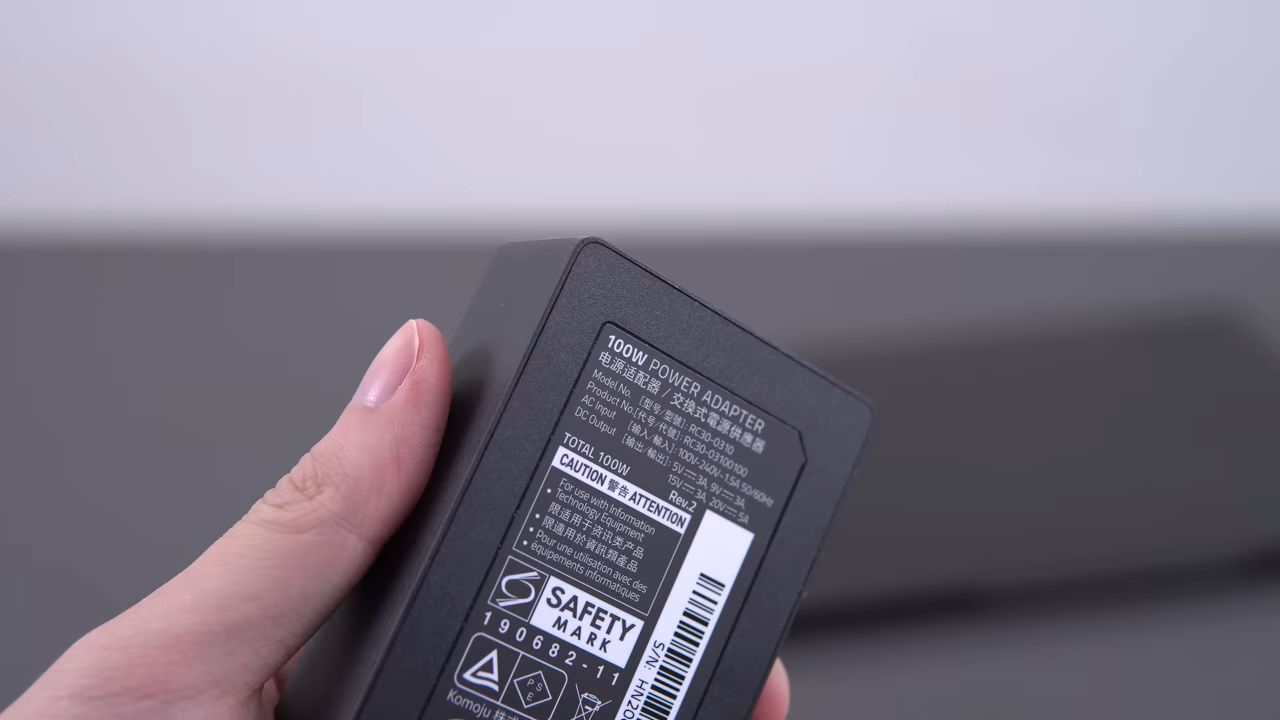 100W POWER ADAPTER
电源适配器 / 交換式電源供應器
Model No. [型号/型號]: RC30-0310
Product No.[代号/代號]: RC30-03100100
AC Input [输入/輸入]: 100V-240V~1.5A 50/60Hz
DC Output [输出/輸出]: 5V⎓3A, 9V⎓3A,
15V⎓3A, 20V⎓5A
TOTAL 100W Rev.2
CAUTION 警告 ATTENTION
• For use with Information
Technology Equipment
• 限适用于资讯类产品
• 限適用於資訊類產品
• Pour une utilisation avec des
équipements informatiques
SAFETY
MARK
190682-11
PS
E
Komoju 株式
S/N: HN20